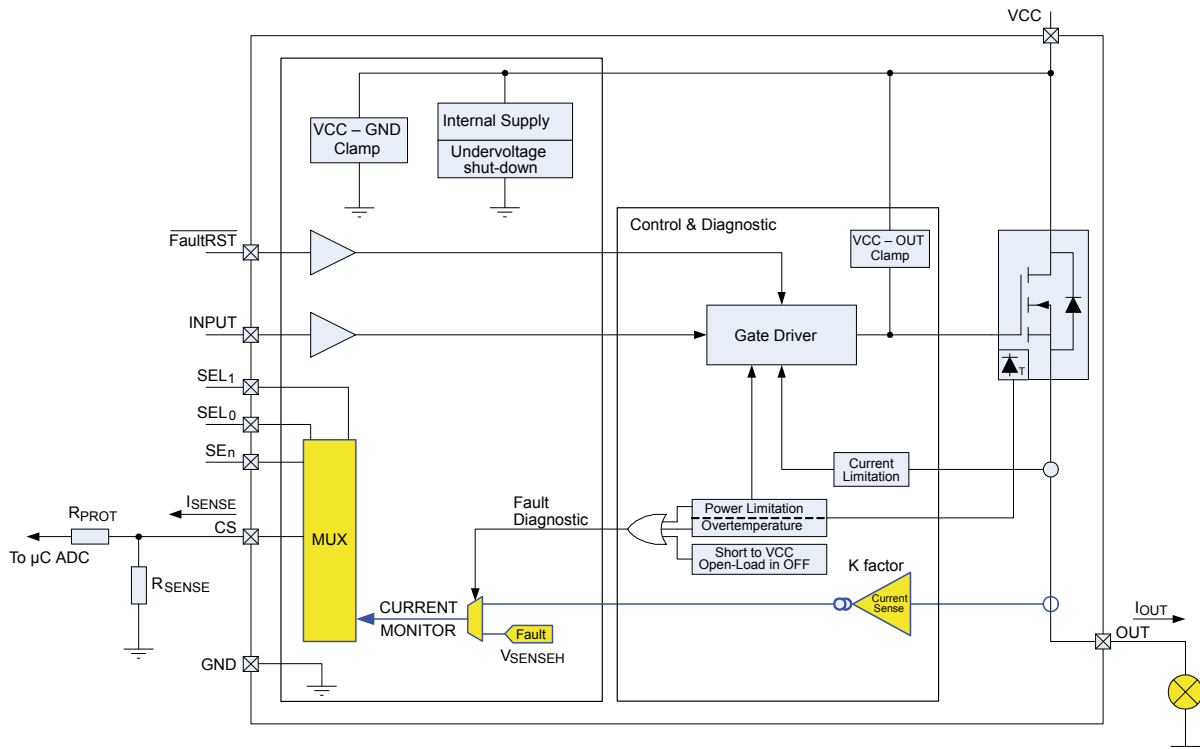 VCC
VCC – GND
Clamp
Internal Supply
Undervoltage
shut-down
Control & Diagnostic
FaultRST
VCC – OUT
Clamp
INPUT
Gate Driver
T
SEL1
SEL0
SEn
Current
Limitation
ISENSE
Fault
Diagnostic
Power Limitation
Overtemperature
RPROT
CS
MUX
To µC ADC
Short to VCC
Open-Load in OFF
K factor
RSENSE
CURRENT
MONITOR
Current
Sense
Fault
VSENSEH
IOUT
OUT
GND